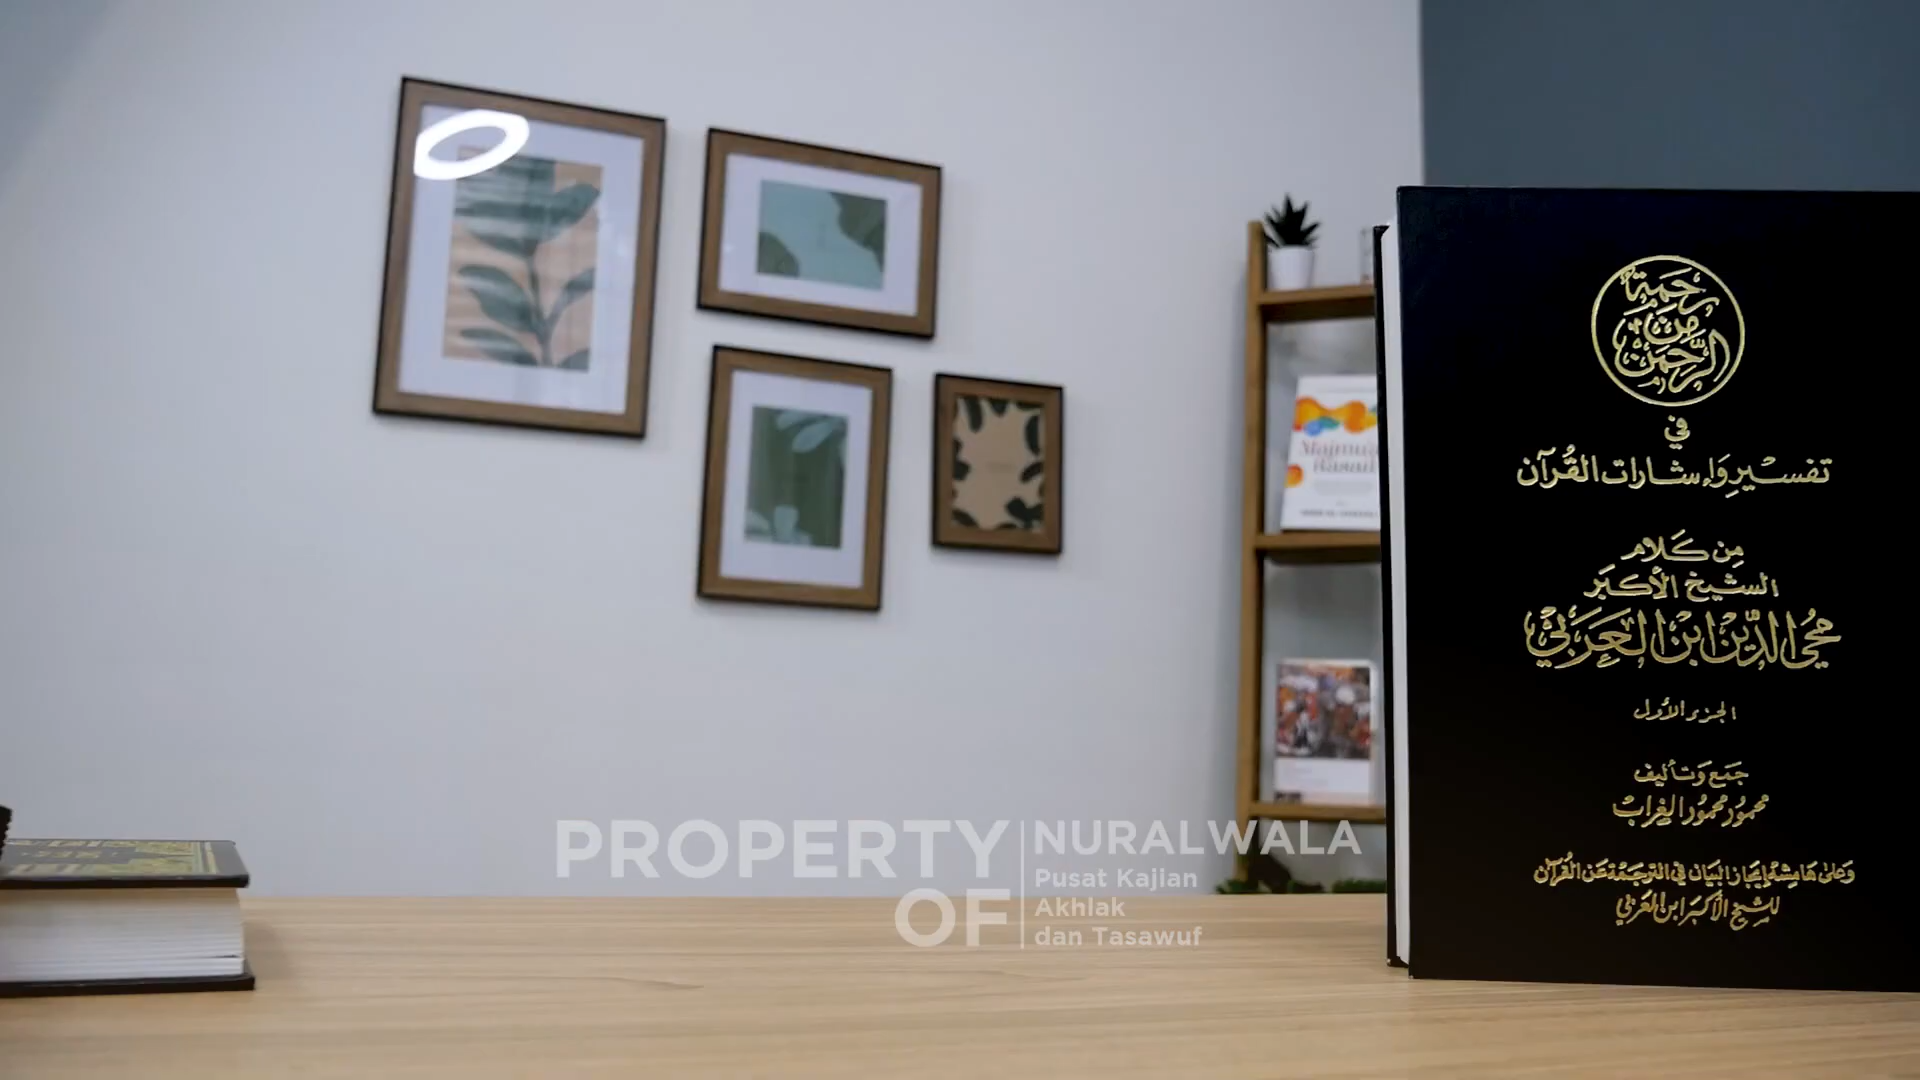 رحمة
من
الرحمن
في
تفسير وإشارات القرآن
من كلام
الشيخ الأكبر
محي الدين ابن العربي
الجزء الأول
جمع وتأليف
محمود محمود الغراب
وعلى هامشه إيجاز البيان في الترجمة عن القرآن
للشيخ الأكبر ابن العربي
Majmu'a
Rasail
PROPERTY
OF
NURALWALA
Pusat Kajian
Akhlak
dan Tasawuf